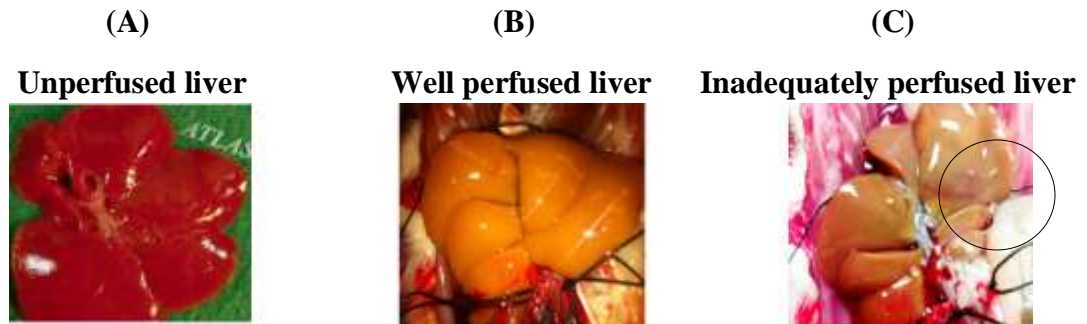 (A)
(B)
(C)
Unperfused liver
Well perfused liver
Inadequately perfused liver
ATLAS